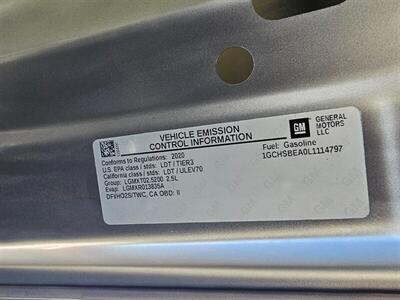 VEHICLE EMISSION
CONTROL INFORMATION
GM
GENERAL
MOTORS
LLC
Conforms to Regulations: 2020
Fuel: Gasoline
U.S. EPA class / stds: LDT / TIER3
1GCHSBEA0L1114797
California class / stds: LDT / ULEV70
Group: LGMXT02.5200 2.5L
Evap: LGMXR013835A
DFI/HO2S/TWC, CA OBD: II